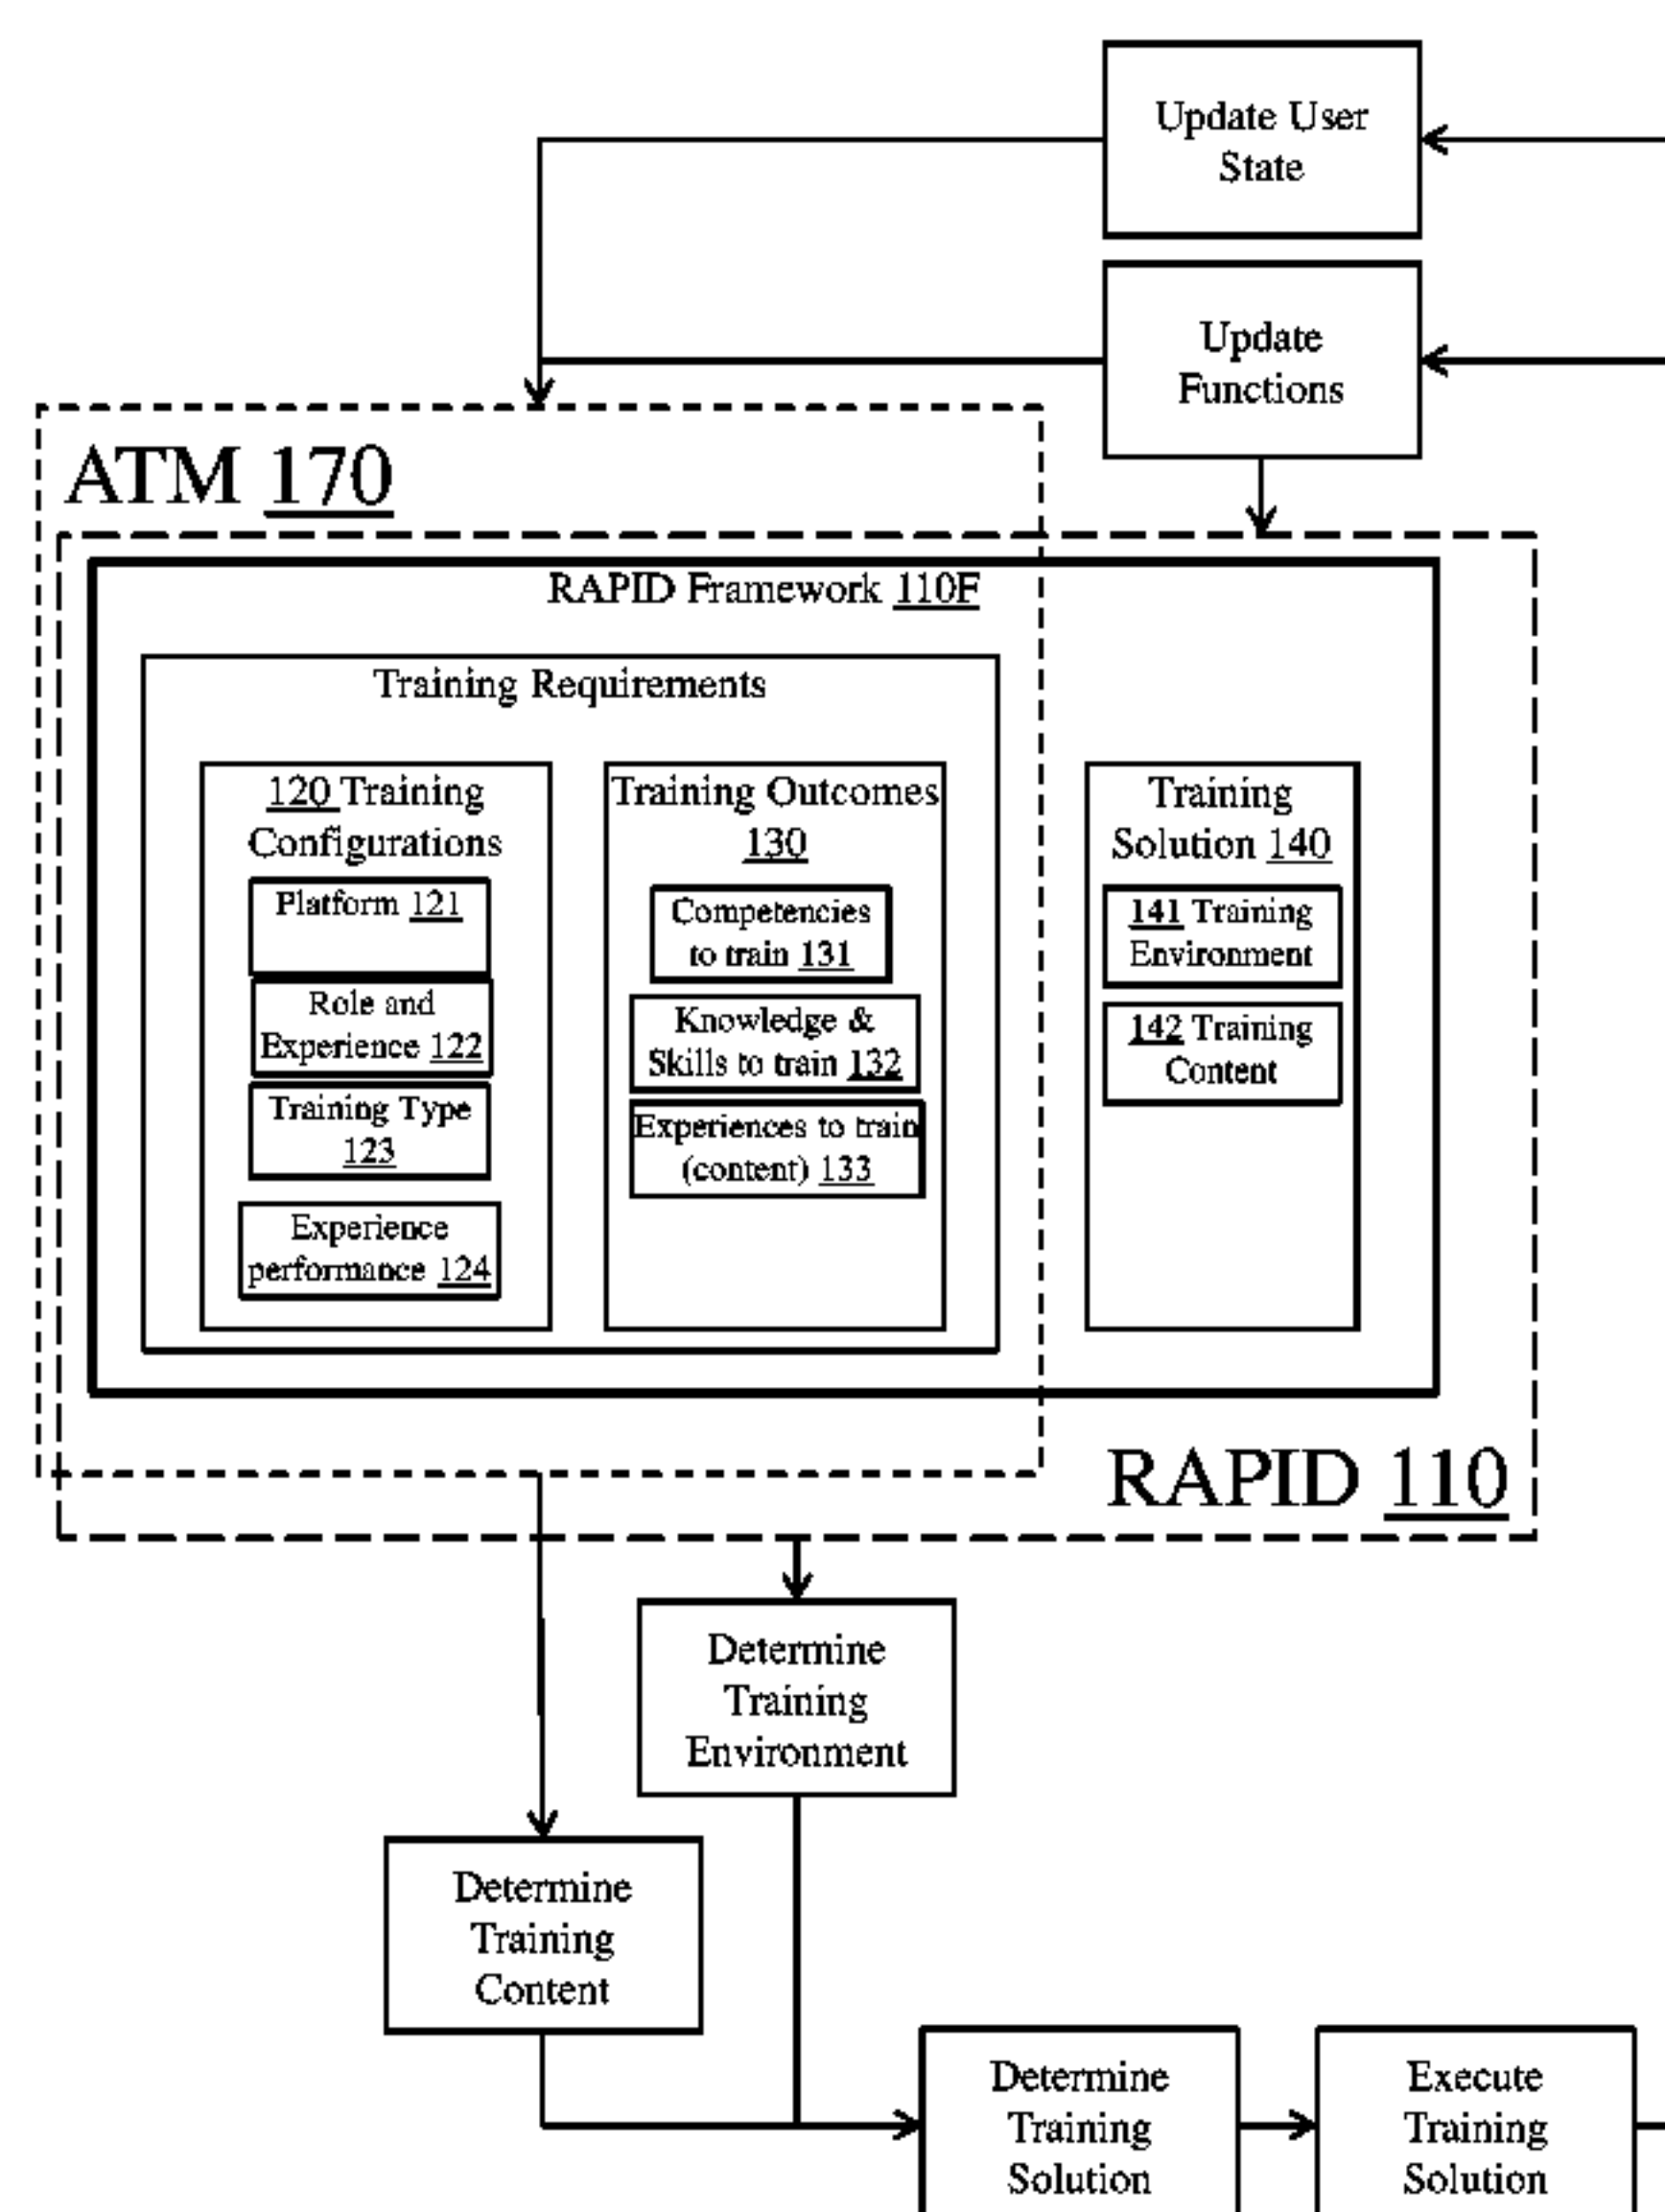 Update User
State
Update
Functions
ATM 170
RAPID Framework 110F
Training Requirements
120 Training
Configurations
Platform 121
Role and
Experience 122
Training Type
123
Experience
performance 124
Training Outcomes
130
Competencies
to train 131
Knowledge &
Skills to train 132
Experiences to train
(content) 133
Training
Solution 140
141 Training
Environment
142 Training
Content
RAPID 110
Determine
Training
Environment
Determine
Training
Content
Determine
Training
Solution
Execute
Training
Solution